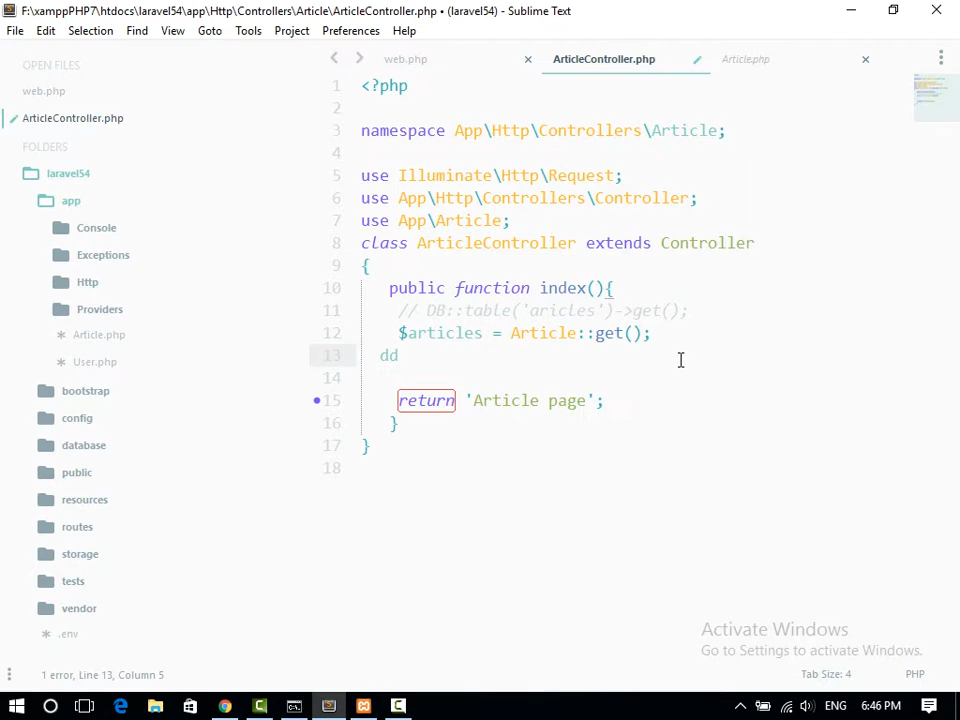 F:\xamppPHP7\htdocs\laravel54\app\Http\Controllers\Article\ArticleController.php • (laravel54) - Sublime Text
File Edit Selection Find View Goto Tools Project Preferences Help
OPEN FILES
web.php
ArticleController.php
FOLDERS
laravel54
app
Console
Exceptions
Http
Providers
Article.php
User.php
bootstrap
config
database
public
resources
routes
storage
tests
vendor
.env
web.php ArticleController.php Article.php
1 <?php
2
3 namespace App\Http\Controllers\Article;
4
5 use Illuminate\Http\Request;
6 use App\Http\Controllers\Controller;
7 use App\Article;
8 class ArticleController extends Controller
9 {
10 public function index(){
11 // DB::table('aricles')->get();
12 $articles = Article::get();
13 dd
14
15 return 'Article page';
16 }
17 }
18
Activate Windows
Go to Settings to activate Windows.
1 error, Line 13, Column 5 Tab Size: 4 PHP
ENG 6:46 PM